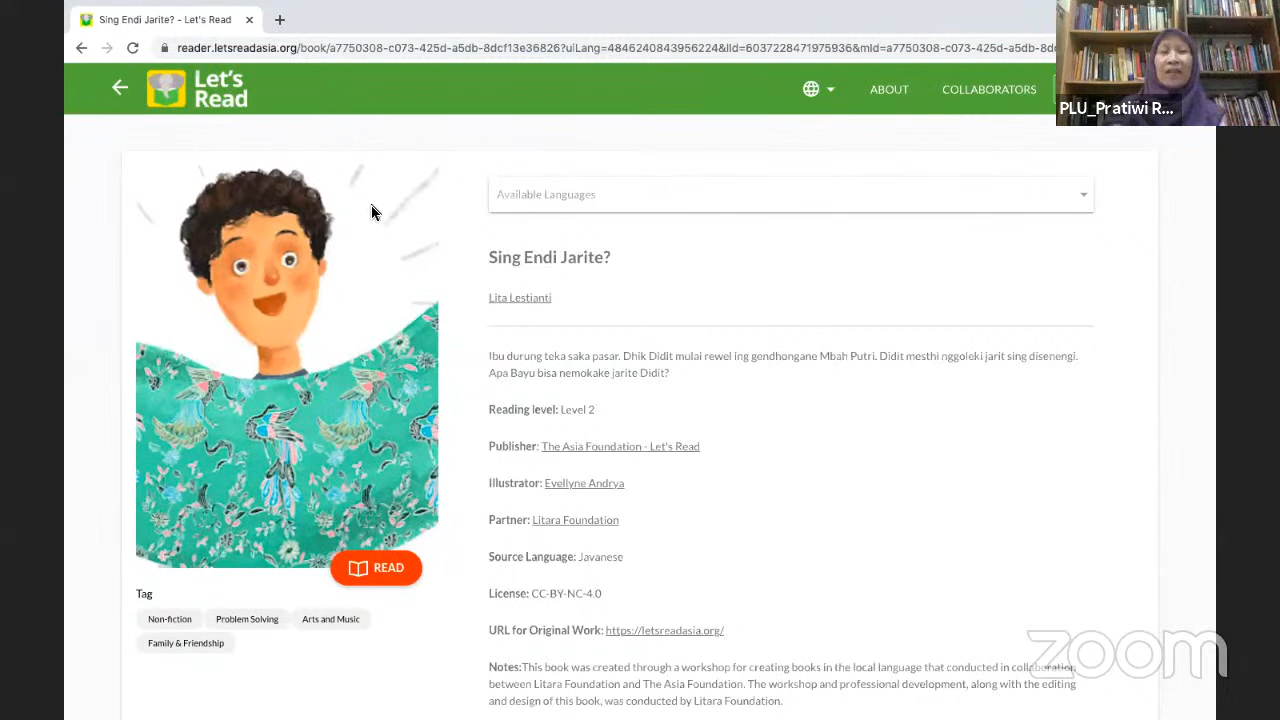 Sing Endi Jarite? - Let's Read
reader.letsreadasia.org/book/a7750308-c073-425d-a5db-8dcf13e36826?uiLang=4846240843956224&lId=6037228471975936&mId=a7750308-c073-425d-a5db-8dc
Let's
Read
ABOUT
COLLABORATORS
PLU_Pratiwi R...
Available Languages
Sing Endi Jarite?
Lita Lestianti
Ibu durung teka saka pasar. Dhik Didit mulai rewel ing gendhongane Mbah Putri. Didit mesthi nggoleki jarit sing disenengi.
Apa Bayu bisa nemokake jarite Didit?
Reading level: Level 2
Publisher: The Asia Foundation - Let's Read
Illustrator: Evellyne Andrya
Partner: Litara Foundation
Source Language: Javanese
License: CC-BY-NC-4.0
URL for Original Work: https://letsreadasia.org/
Notes:This book was created through a workshop for creating books in the local language that conducted in collaboration
between Litara Foundation and The Asia Foundation. The workshop and professional development, along with the editing
and design of this book, was conducted by Litara Foundation.
READ
Tag
Non-fiction
Problem Solving
Arts and Music
Family & Friendship
zoom